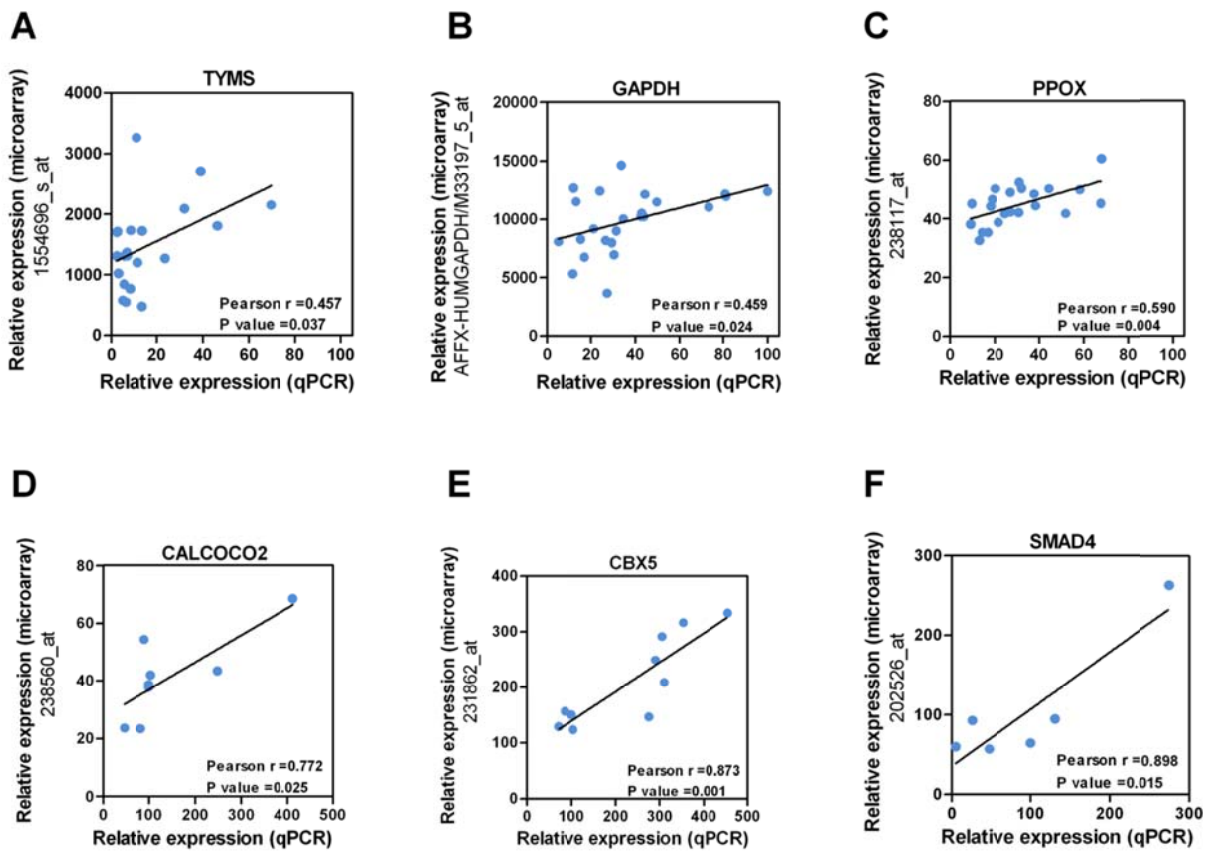 A
TYMS
Relative expression (microarray)
1554696_s_at
4000
3000
2000
1000
0
0 20 40 60 80 100
Pearson r =0.457
P value =0.037
Relative expression (qPCR)
B
GAPDH
Relative expression (microarray)
AFFX-HUMGAPDH/M33197_5_at
20000
15000
10000
5000
0
0 20 40 60 80 100
Pearson r =0.459
P value =0.024
Relative expression (qPCR)
C
PPOX
Relative expression (microarray)
238117_at
80
60
40
20
0
0 20 40 60 80 100
Pearson r =0.590
P value =0.004
Relative expression (qPCR)
D
CALCOCO2
Relative expression (microarray)
238560_at
80
60
40
20
0
0 100 200 300 400 500
Pearson r =0.772
P value =0.025
Relative expression (qPCR)
E
CBX5
Relative expression (microarray)
231862_at
400
300
200
100
0
0 100 200 300 400 500
Pearson r =0.873
P value =0.001
Relative expression (qPCR)
F
SMAD4
Relative expression (microarray)
202526_at
300
200
100
0
0 100 200 300
Pearson r =0.898
P value =0.015
Relative expression (qPCR)